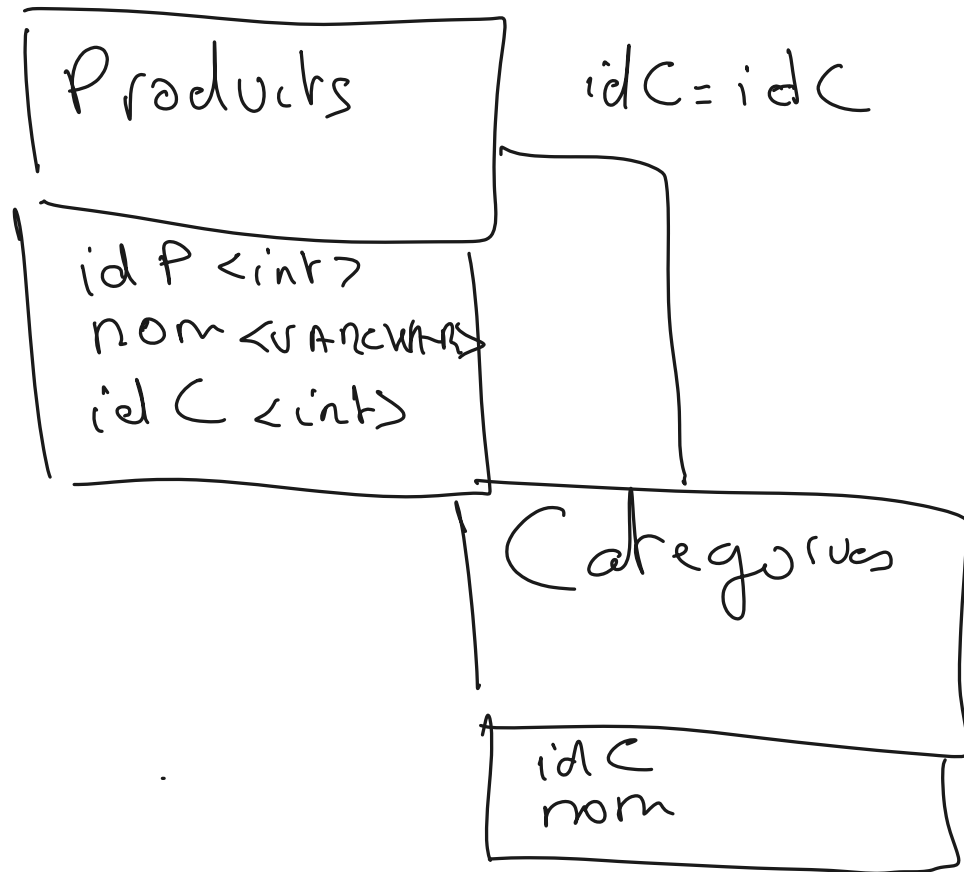 Products
idC = idC
idP <int>
nom <VARCHAR>
idC <int>
Categories
idC
nom